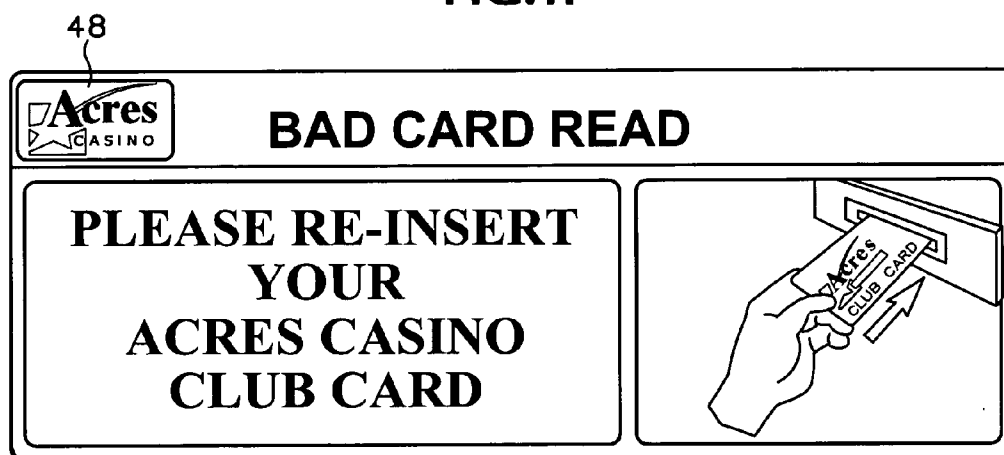 48
Acres
CASINO
BAD CARD READ
PLEASE RE-INSERT
YOUR
ACRES CASINO
CLUB CARD
Acres
CLUB CARD